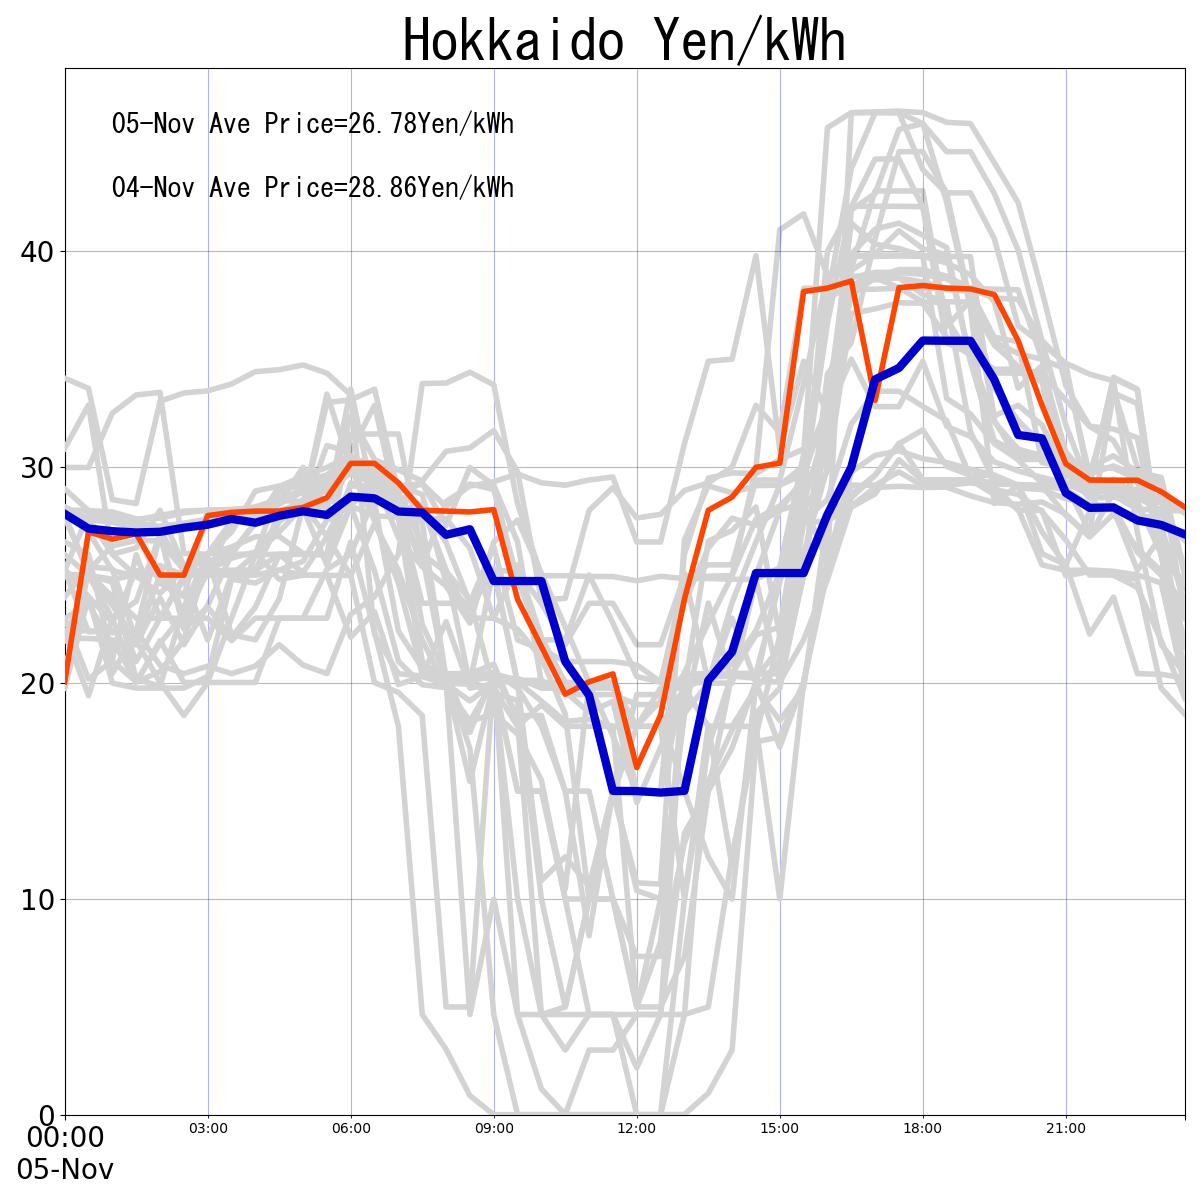 Hokkaido Yen/kWh
05-Nov Ave Price=26.78Yen/kWh
04-Nov Ave Price=28.86Yen/kWh
40
30
20
10
0
00:00 03:00 06:00 09:00 12:00 15:00 18:00 21:00
05-Nov